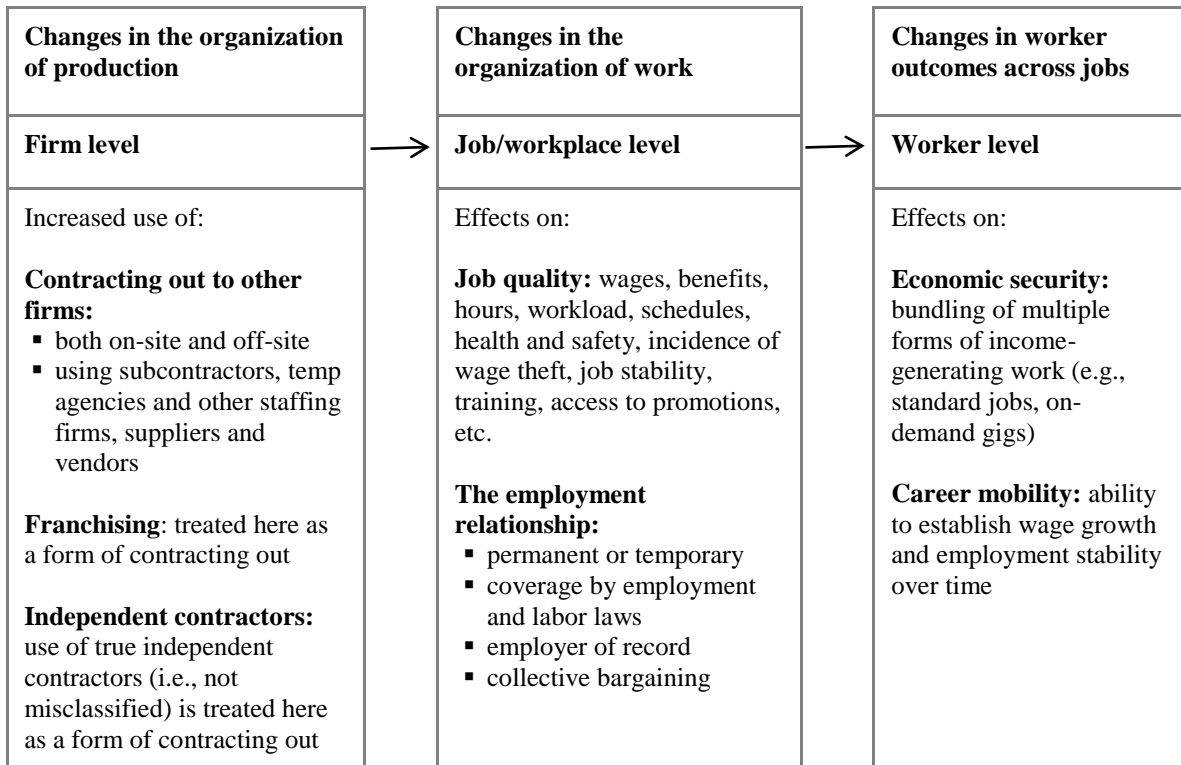 Changes in the organization
of production
Firm level
Increased use of:
Contracting out to other
firms:
▪ both on-site and off-site
▪ using subcontractors, temp
agencies and other staffing
firms, suppliers and
vendors
Franchising: treated here as
a form of contracting out
Independent contractors:
use of true independent
contractors (i.e., not
misclassified) is treated here
as a form of contracting out
Changes in the
organization of work
Job/workplace level
Effects on:
Job quality: wages, benefits,
hours, workload, schedules,
health and safety, incidence of
wage theft, job stability,
training, access to promotions,
etc.
The employment
relationship:
▪ permanent or temporary
▪ coverage by employment
and labor laws
▪ employer of record
▪ collective bargaining
Changes in worker
outcomes across jobs
Worker level
Effects on:
Economic security:
bundling of multiple
forms of income-
generating work (e.g.,
standard jobs, on-
demand gigs)
Career mobility: ability
to establish wage growth
and employment stability
over time